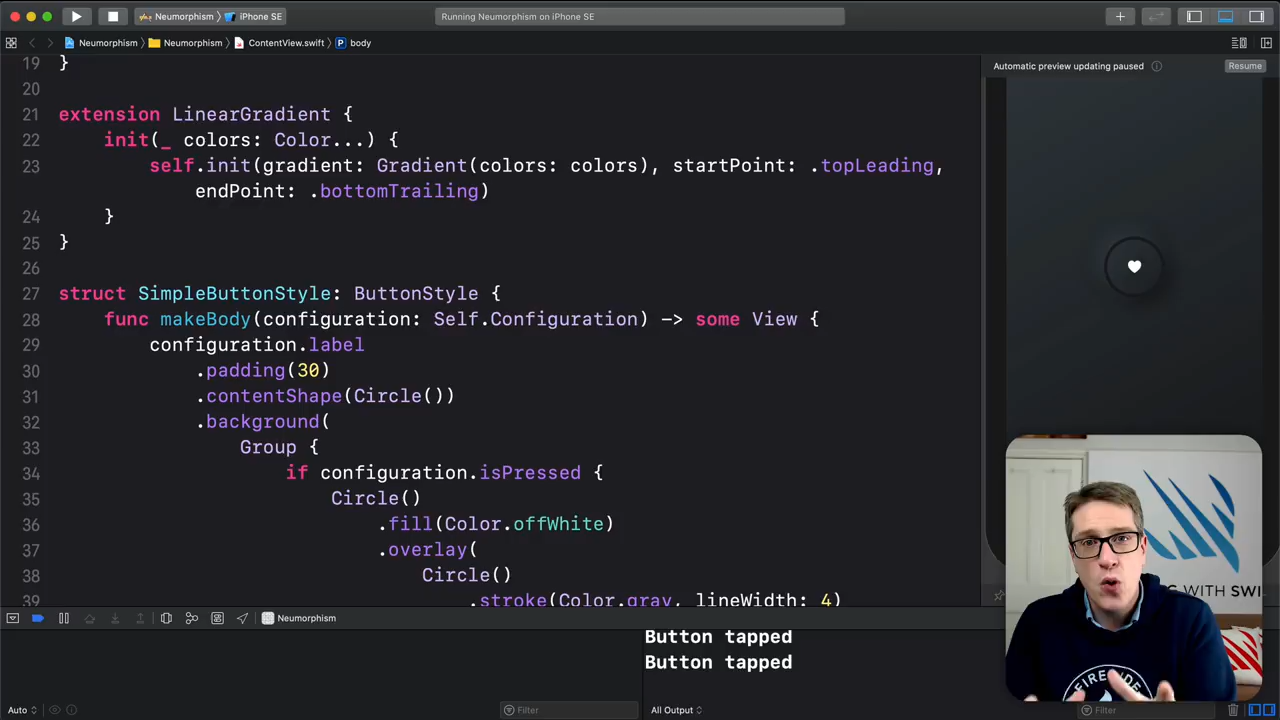 Neumorphism
iPhone SE
Running Neumorphism on iPhone SE
Neumorphism
Neumorphism
ContentView.swift
P
body
19
}
Automatic preview updating paused
Resume
20
21 extension LinearGradient {
22 init(_ colors: Color...) {
23 self.init(gradient: Gradient(colors: colors), startPoint: .topLeading,
endPoint: .bottomTrailing)
24 }
25 }
26
27 struct SimpleButtonStyle: ButtonStyle {
28 func makeBody(configuration: Self.Configuration) -> some View {
29 configuration.label
30 .padding(30)
31 .contentShape(Circle())
32 .background(
33 Group {
34 if configuration.isPressed {
35 Circle()
36 .fill(Color.offWhite)
37 .overlay(
38 Circle()
39 .stroke(Color.gray, lineWidth: 4)
G WITH SWI
Neumorphism
Button tapped
Button tapped
Auto
Filter
All Output
Filter